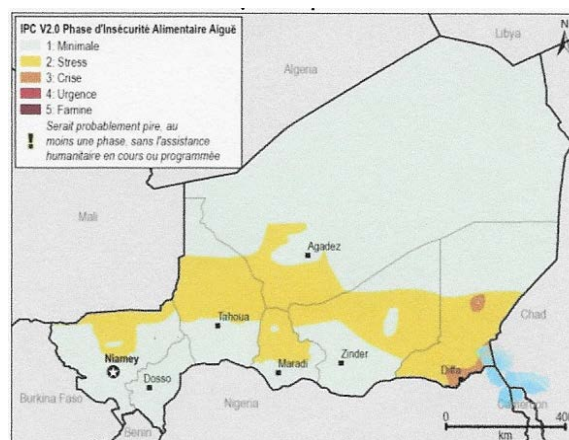 IPC V2.0 Phase d'Insécurité Alimentaire Aiguë
1: Minimale
2: Stress
3: Crise
4: Urgence
5: Famine
! Serait probablement pire, au
moins une phase, sans l'assistance
humanitaire en cours ou programmée
Libya
N
Algeria
Mali
Agadez
Chad
Tahoua
Niamey
Maradi
Zinder
Diffa
Dosso
Burkina Faso
Nigeria
Cameroon
Benin
0 400
km